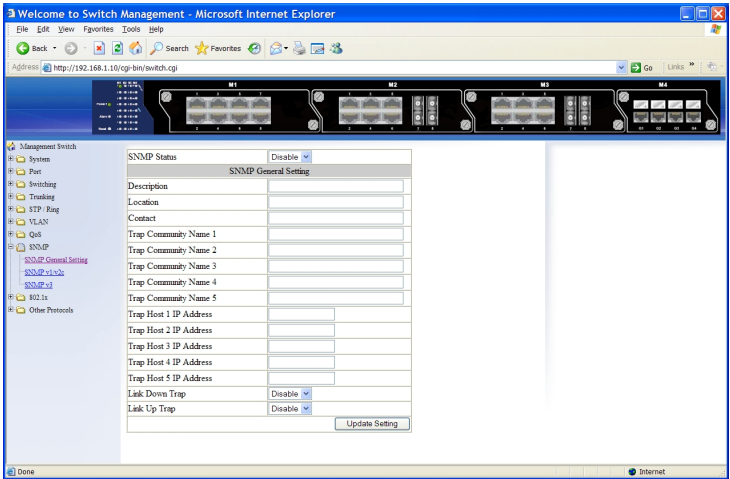 Welcome to Switch Management - Microsoft Internet Explorer
File Edit View Favorites Tools Help
Back Search Favorites
Address http://192.168.1.10/cgi-bin/switch.cgi Go Links »
M1 M2 M3 M4
Management Switch
System
Port
Switching
Trunking
STP / Ring
VLAN
QoS
SNMP
SNMP General Setting
SNMP v1/v2c
SNMP v3
802.1x
Other Protocols
SNMP Status Disable
SNMP General Setting
Description
Location
Contact
Trap Community Name 1
Trap Community Name 2
Trap Community Name 3
Trap Community Name 4
Trap Community Name 5
Trap Host 1 IP Address
Trap Host 2 IP Address
Trap Host 3 IP Address
Trap Host 4 IP Address
Trap Host 5 IP Address
Link Down Trap Disable
Link Up Trap Disable
Update Setting
Done Internet